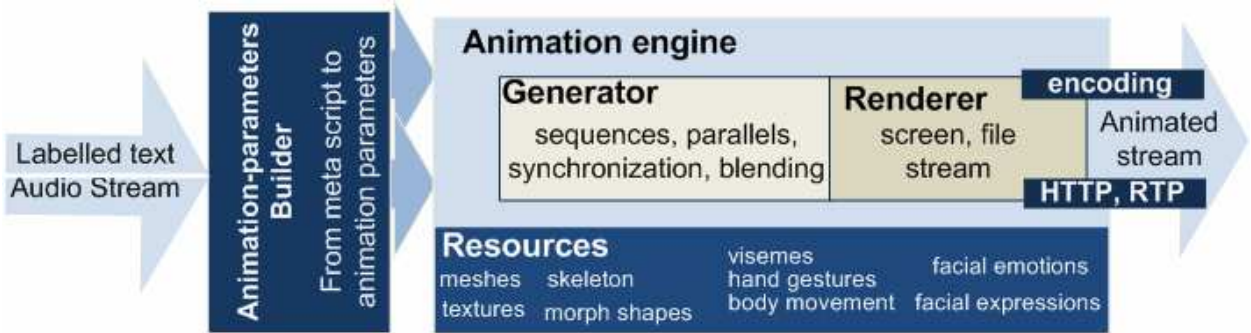 Labelled text
Audio Stream
Animation-parameters
Builder
From meta script to
animation parameters
Animation engine
Generator
sequences, parallels,
synchronization, blending
Renderer
screen, file
stream
encoding
Animated
stream
HTTP, RTP
Resources
meshes
textures
skeleton
morph shapes
visemes
hand gestures
body movement
facial emotions
facial expressions